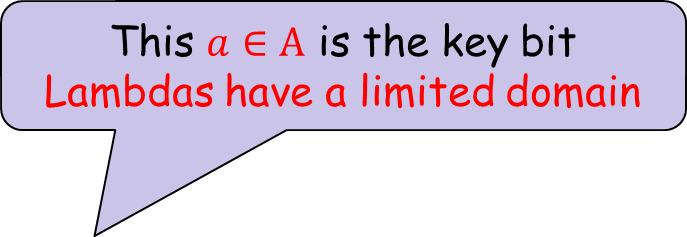 This a ∈ A is the key bit
Lambdas have a limited domain